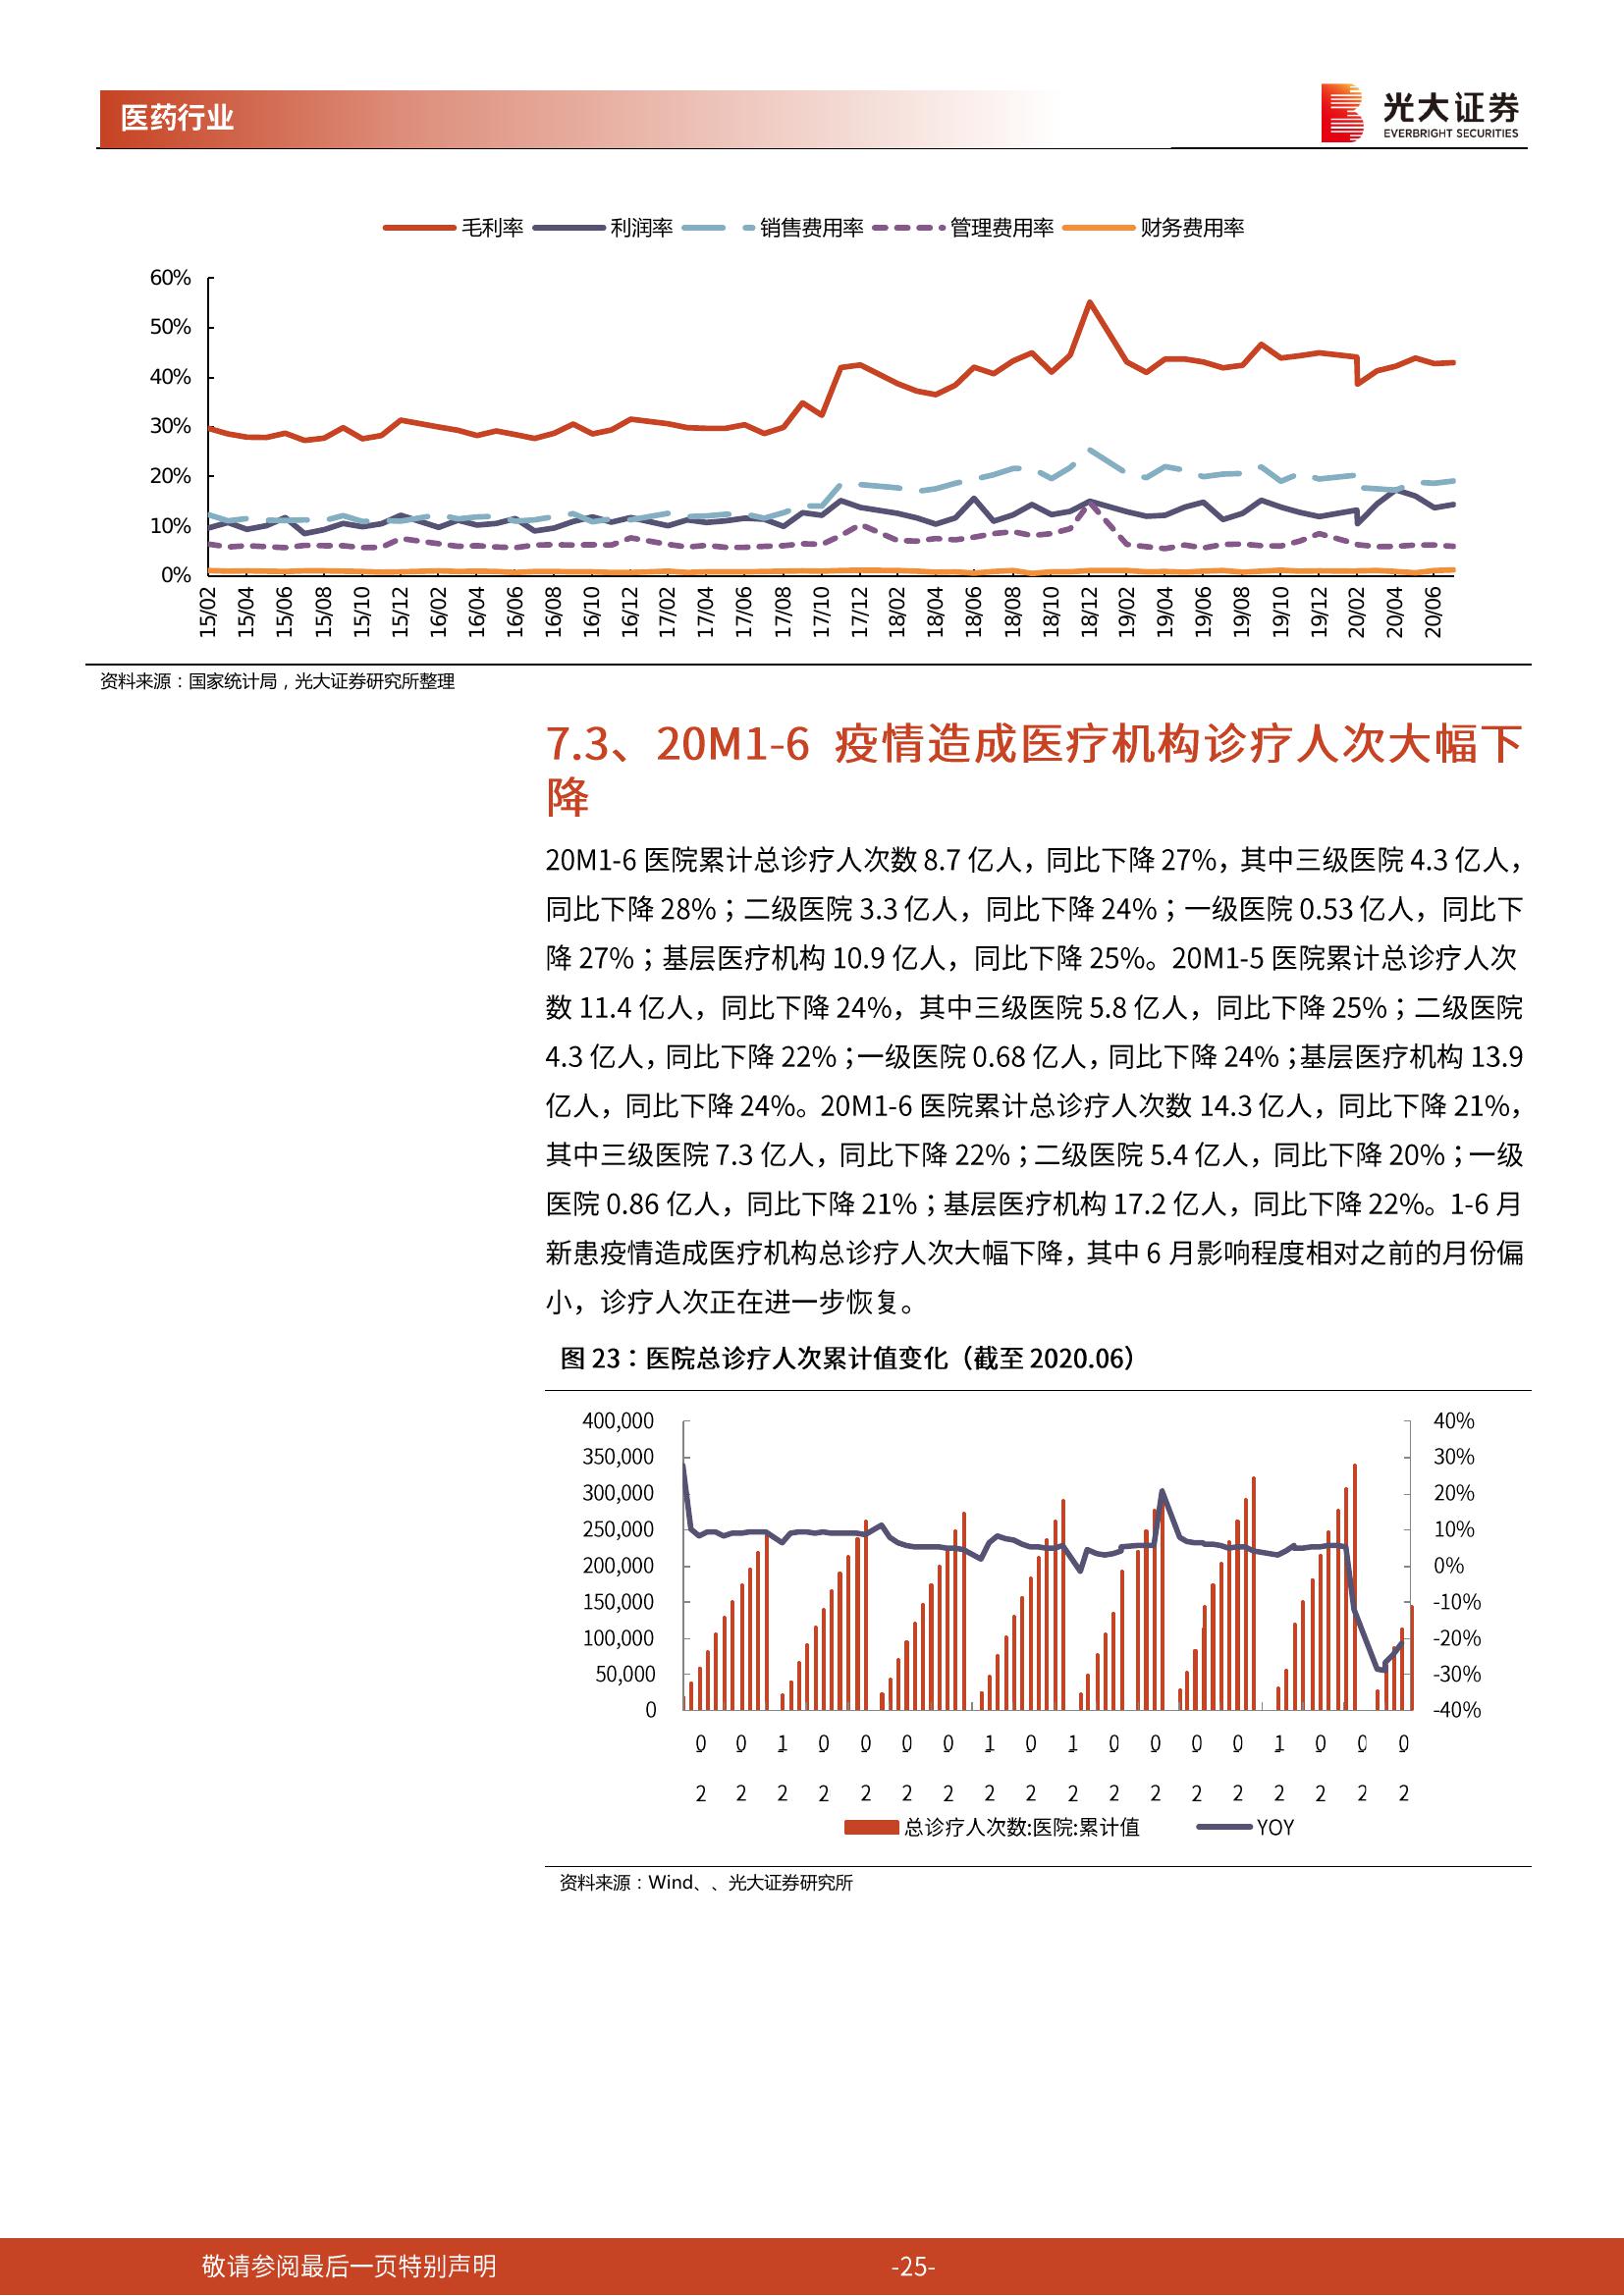 医药行业
光大证券
EVERBRIGHT SECURITIES
毛利率 利润率 销售费用率 管理费用率 财务费用率
60%
50%
40%
30%
20%
10%
0%
15/02 15/04 15/06 15/08 15/10 15/12 16/02 16/04 16/06 16/08 16/10 16/12 17/02 17/04 17/06 17/08 17/10 17/12 18/02 18/04 18/06 18/08 18/10 18/12 19/02 19/04 19/06 19/08 19/10 19/12 20/02 20/04 20/06
资料来源：国家统计局，光大证券研究所整理
7.3、20M1-6 疫情造成医疗机构诊疗人次大幅下
降
20M1-6 医院累计总诊疗人次数 8.7 亿人，同比下降 27%，其中三级医院 4.3 亿人，
同比下降 28%；二级医院 3.3 亿人，同比下降 24%；一级医院 0.53 亿人，同比下
降 27%；基层医疗机构 10.9 亿人，同比下降 25%。20M1-5 医院累计总诊疗人次
数 11.4 亿人，同比下降 24%，其中三级医院 5.8 亿人，同比下降 25%；二级医院
4.3 亿人，同比下降 22%；一级医院 0.68 亿人，同比下降 24%；基层医疗机构 13.9
亿人，同比下降 24%。20M1-6 医院累计总诊疗人次数 14.3 亿人，同比下降 21%，
其中三级医院 7.3 亿人，同比下降 22%；二级医院 5.4 亿人，同比下降 20%；一级
医院 0.86 亿人，同比下降 21%；基层医疗机构 17.2 亿人，同比下降 22%。1-6 月
新患疫情造成医疗机构总诊疗人次大幅下降，其中 6 月影响程度相对之前的月份偏
小，诊疗人次正在进一步恢复。
图 23：医院总诊疗人次累计值变化（截至 2020.06）
400,000 40%
350,000 30%
300,000 20%
250,000 10%
200,000 0%
150,000 -10%
100,000 -20%
50,000 -30%
0 -40%
0 0 1 0 0 0 0 1 0 1 0 0 0 0 1 0 0 0
2 2 2 2 2 2 2 2 2 2 2 2 2 2 2 2 2 2
总诊疗人次数:医院:累计值 YOY
资料来源：Wind、、光大证券研究所
敬请参阅最后一页特别声明 -25-